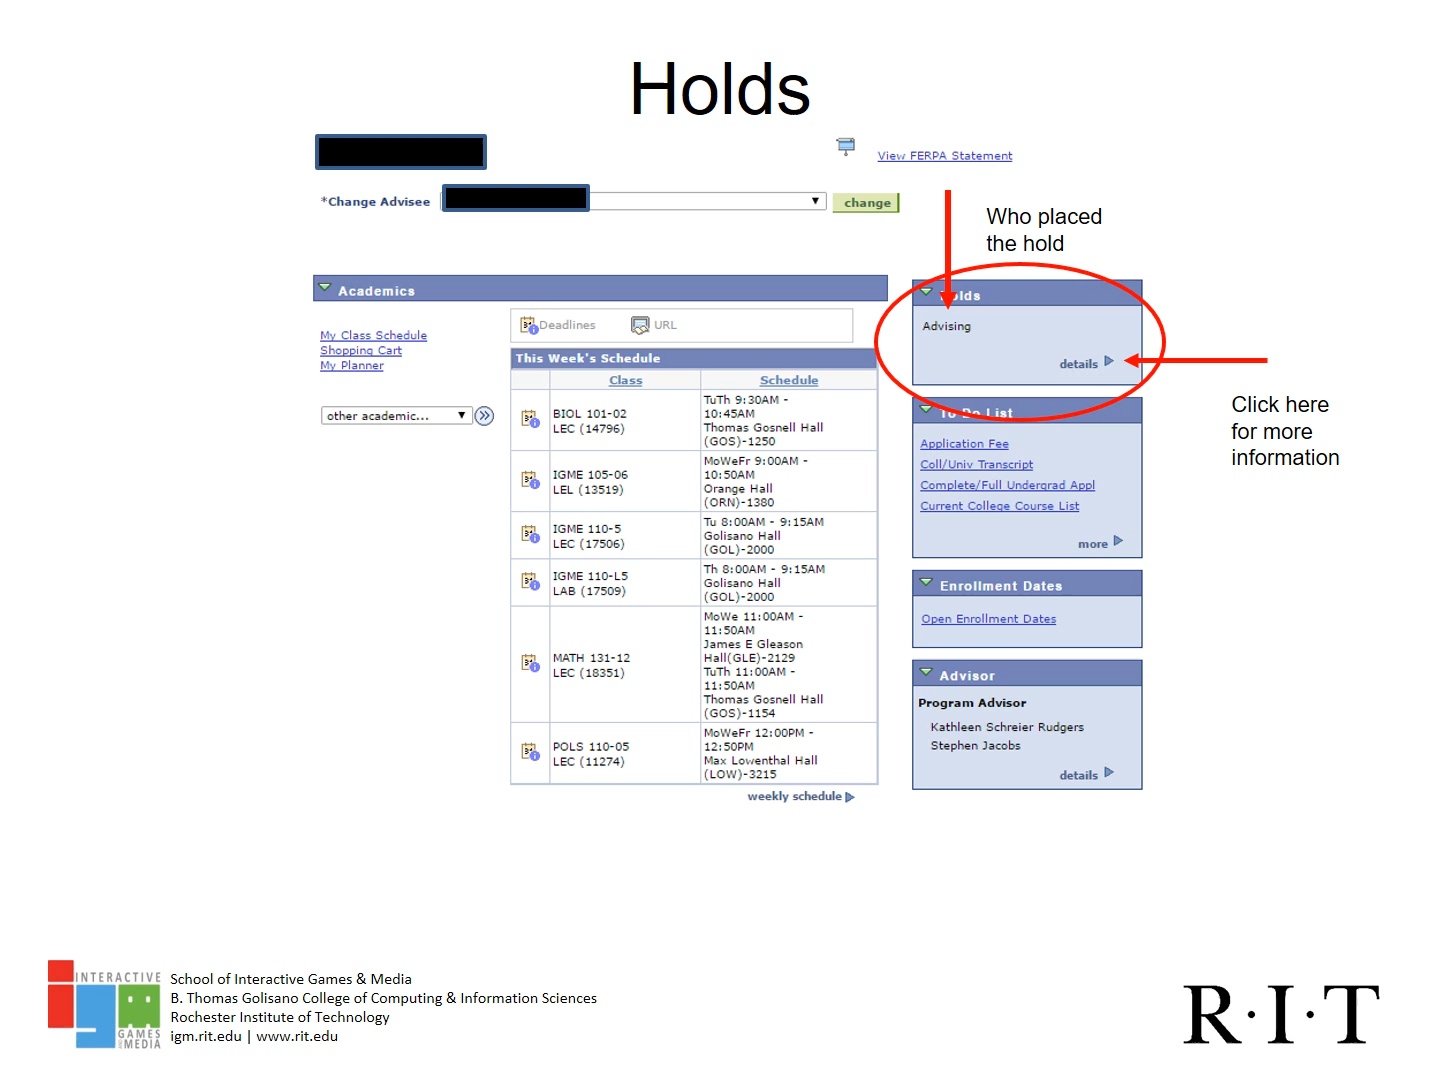 Holds
View FERPA Statement
*Change Advisee
change
Who placed
the hold
Academics
My Class Schedule
Shopping Cart
My Planner
other academic...
Deadlines
URL
This Week's Schedule
Class Schedule
BIOL 101-02
LEC (14796)
TuTh 9:30AM -
10:45AM
Thomas Gosnell Hall
(GOS)-1250
IGME 105-06
LEL (13519)
MoWeFr 9:00AM -
10:50AM
Orange Hall
(ORN)-1380
IGME 110-5
LEC (17506)
Tu 8:00AM - 9:15AM
Golisano Hall
(GOL)-2000
IGME 110-L5
LAB (17509)
Th 8:00AM - 9:15AM
Golisano Hall
(GOL)-2000
MATH 131-12
LEC (18351)
MoWe 11:00AM -
11:50AM
James E Gleason
Hall(GLE)-2129
TuTh 11:00AM -
11:50AM
Thomas Gosnell Hall
(GOS)-1154
POLS 110-05
LEC (11274)
MoWeFr 12:00PM -
12:50PM
Max Lowenthal Hall
(LOW)-3215
weekly schedule
Holds
Advising
details
Click here
for more
information
To Do List
Application Fee
Coll/Univ Transcript
Complete/Full Undergrad Appl
Current College Course List
more
Enrollment Dates
Open Enrollment Dates
Advisor
Program Advisor
Kathleen Schreier Rudgers
Stephen Jacobs
details
INTERACTIVE
GAMES
AND MEDIA
School of Interactive Games & Media
B. Thomas Golisano College of Computing & Information Sciences
Rochester Institute of Technology
igm.rit.edu | www.rit.edu
R·I·T